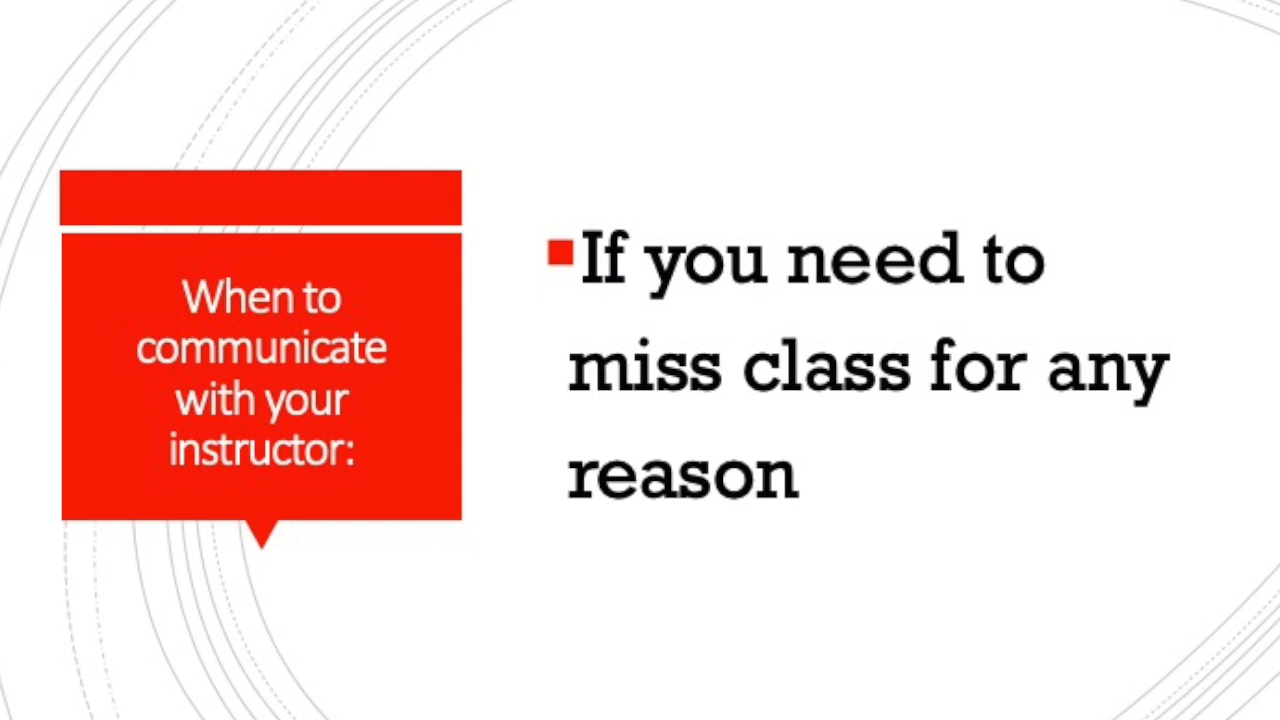 When to
communicate
with your
instructor:
If you need to
miss class for any
reason